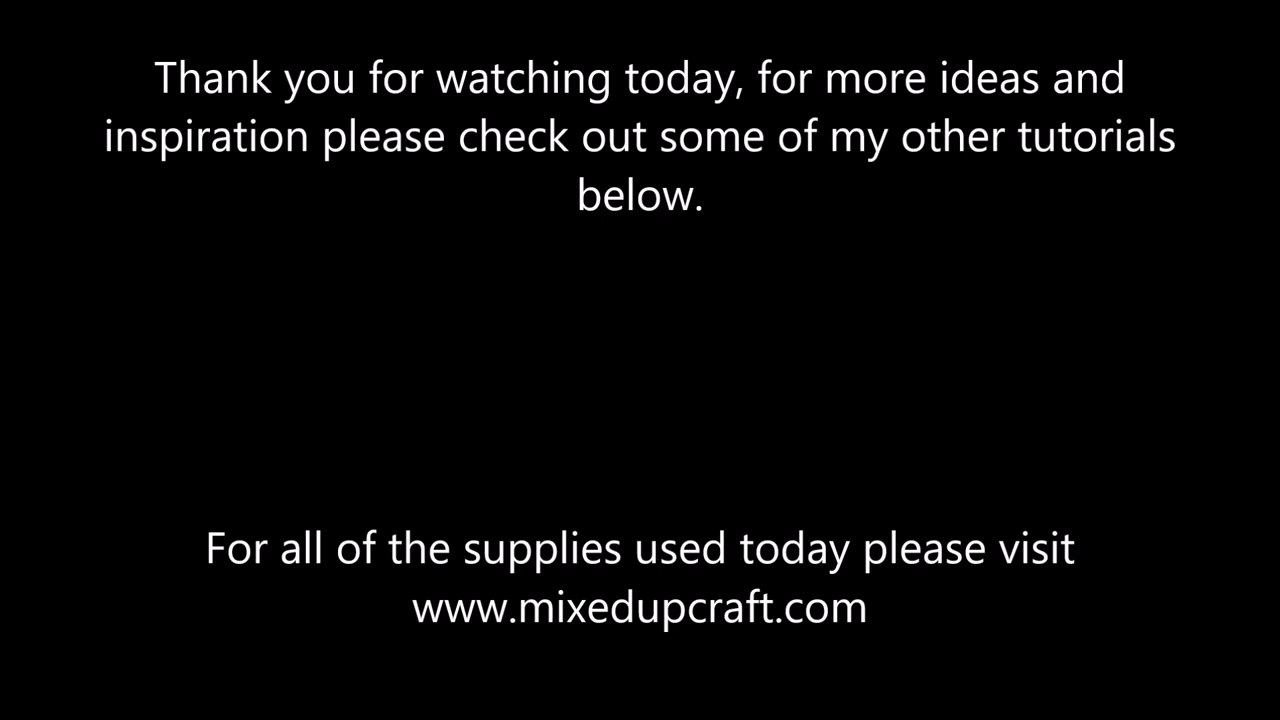 Thank you for watching today, for more ideas and
inspiration please check out some of my other tutorials
below.
For all of the supplies used today please visit
www.mixedupcraft.com